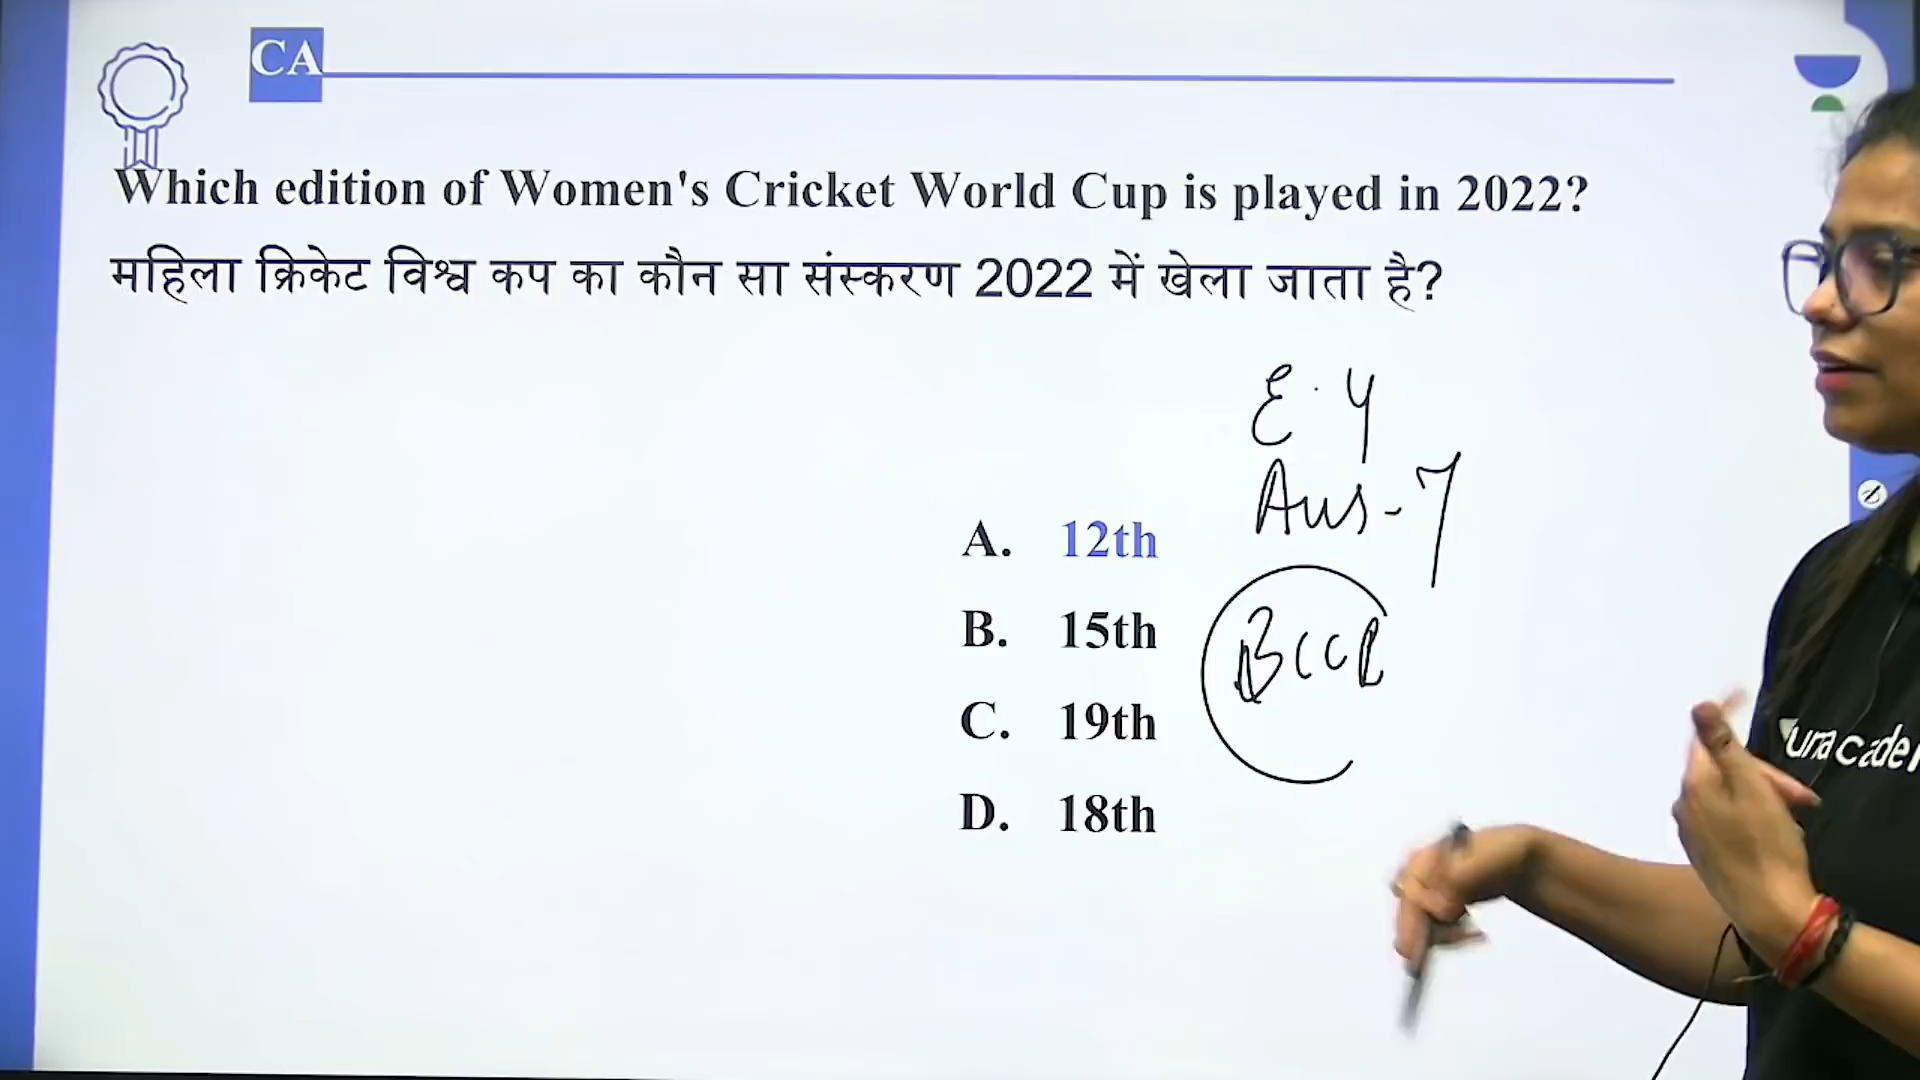 CA
Which edition of Women's Cricket World Cup is played in 2022?
महिला क्रिकेट विश्व कप का कौन सा संस्करण 2022 में खेला जाता है?
E. 4
Aus - 7
A. 12th
B. 15th
C. 19th
D. 18th
unacade